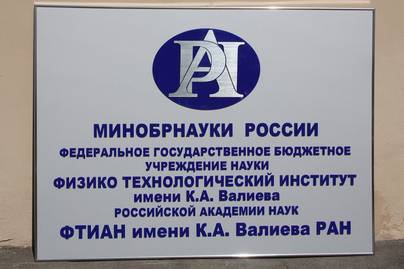 МИНОБРНАУКИ РОССИИ
ФЕДЕРАЛЬНОЕ ГОСУДАРСТВЕННОЕ БЮДЖЕТНОЕ
УЧРЕЖДЕНИЕ НАУКИ
ФИЗИКО ТЕХНОЛОГИЧЕСКИЙ ИНСТИТУТ
имени К.А. Валиева
РОССИЙСКОЙ АКАДЕМИИ НАУК
ФТИАН имени К.А. Валиева РАН